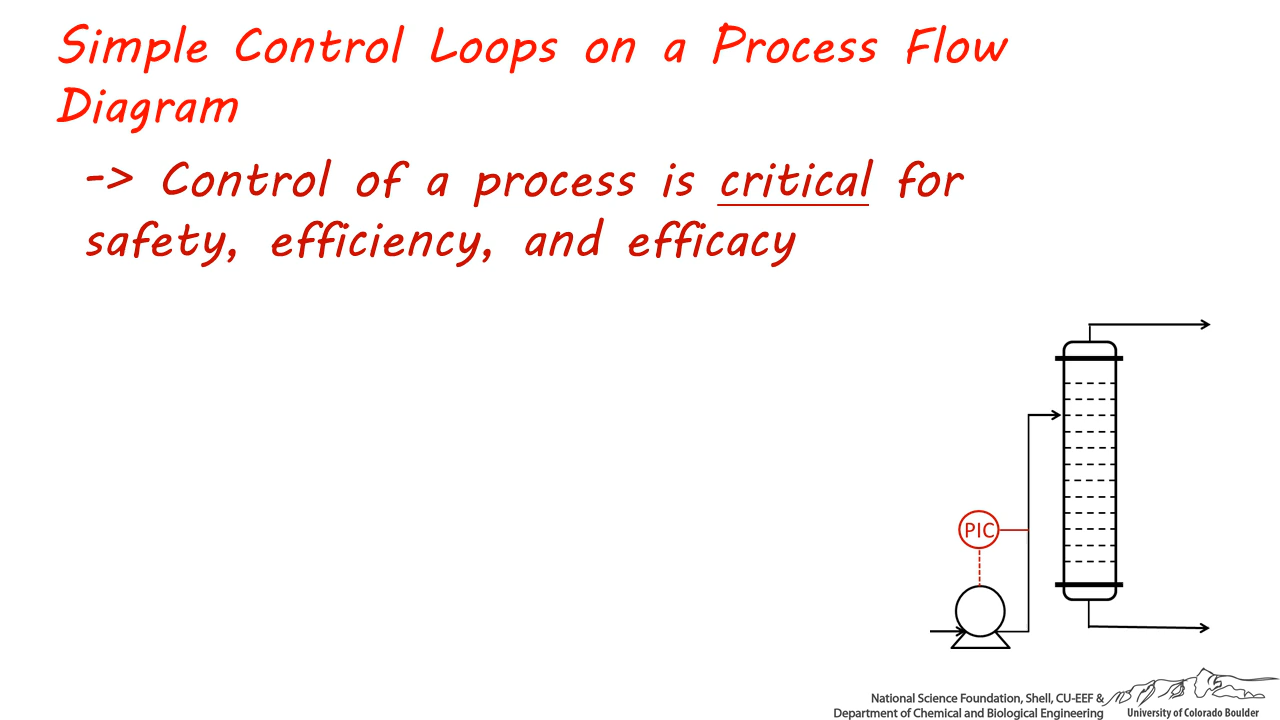 Simple Control Loops on a Process Flow
Diagram
-> Control of a process is critical for
safety, efficiency, and efficacy
PIC
National Science Foundation, Shell, CU-EEF &
Department of Chemical and Biological Engineering
University of Colorado Boulder